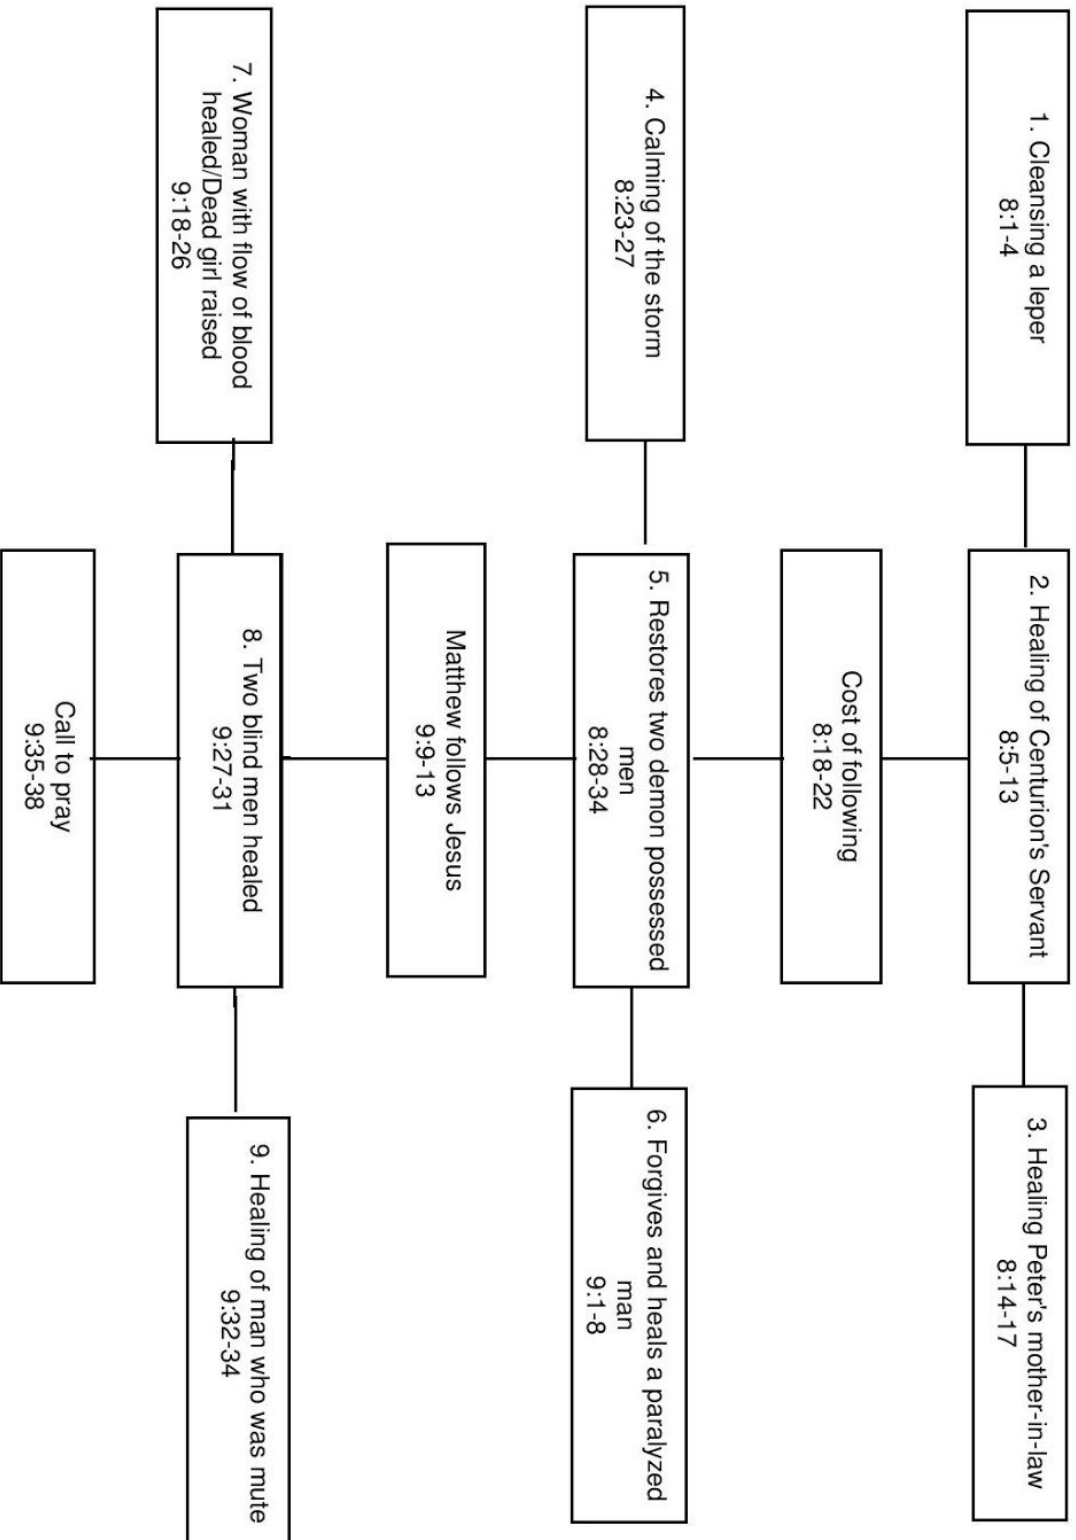 1. Cleansing a leper
8:1-4
2. Healing of Centurion's Servant
8:5-13
3. Healing Peter's mother-in-law
8:14-17
Cost of following
8:18-22
4. Calming of the storm
8:23-27
5. Restores two demon possessed
men
8:28-34
6. Forgives and heals a paralyzed
man
9:1-8
Matthew follows Jesus
9:9-13
7. Woman with flow of blood
healed/Dead girl raised
9:18-26
8. Two blind men healed
9:27-31
9. Healing of man who was mute
9:32-34
Call to pray
9:35-38